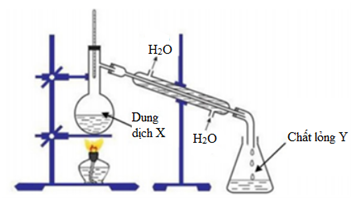 H₂O
Dung
dịch X
H₂O
Chất lỏng Y